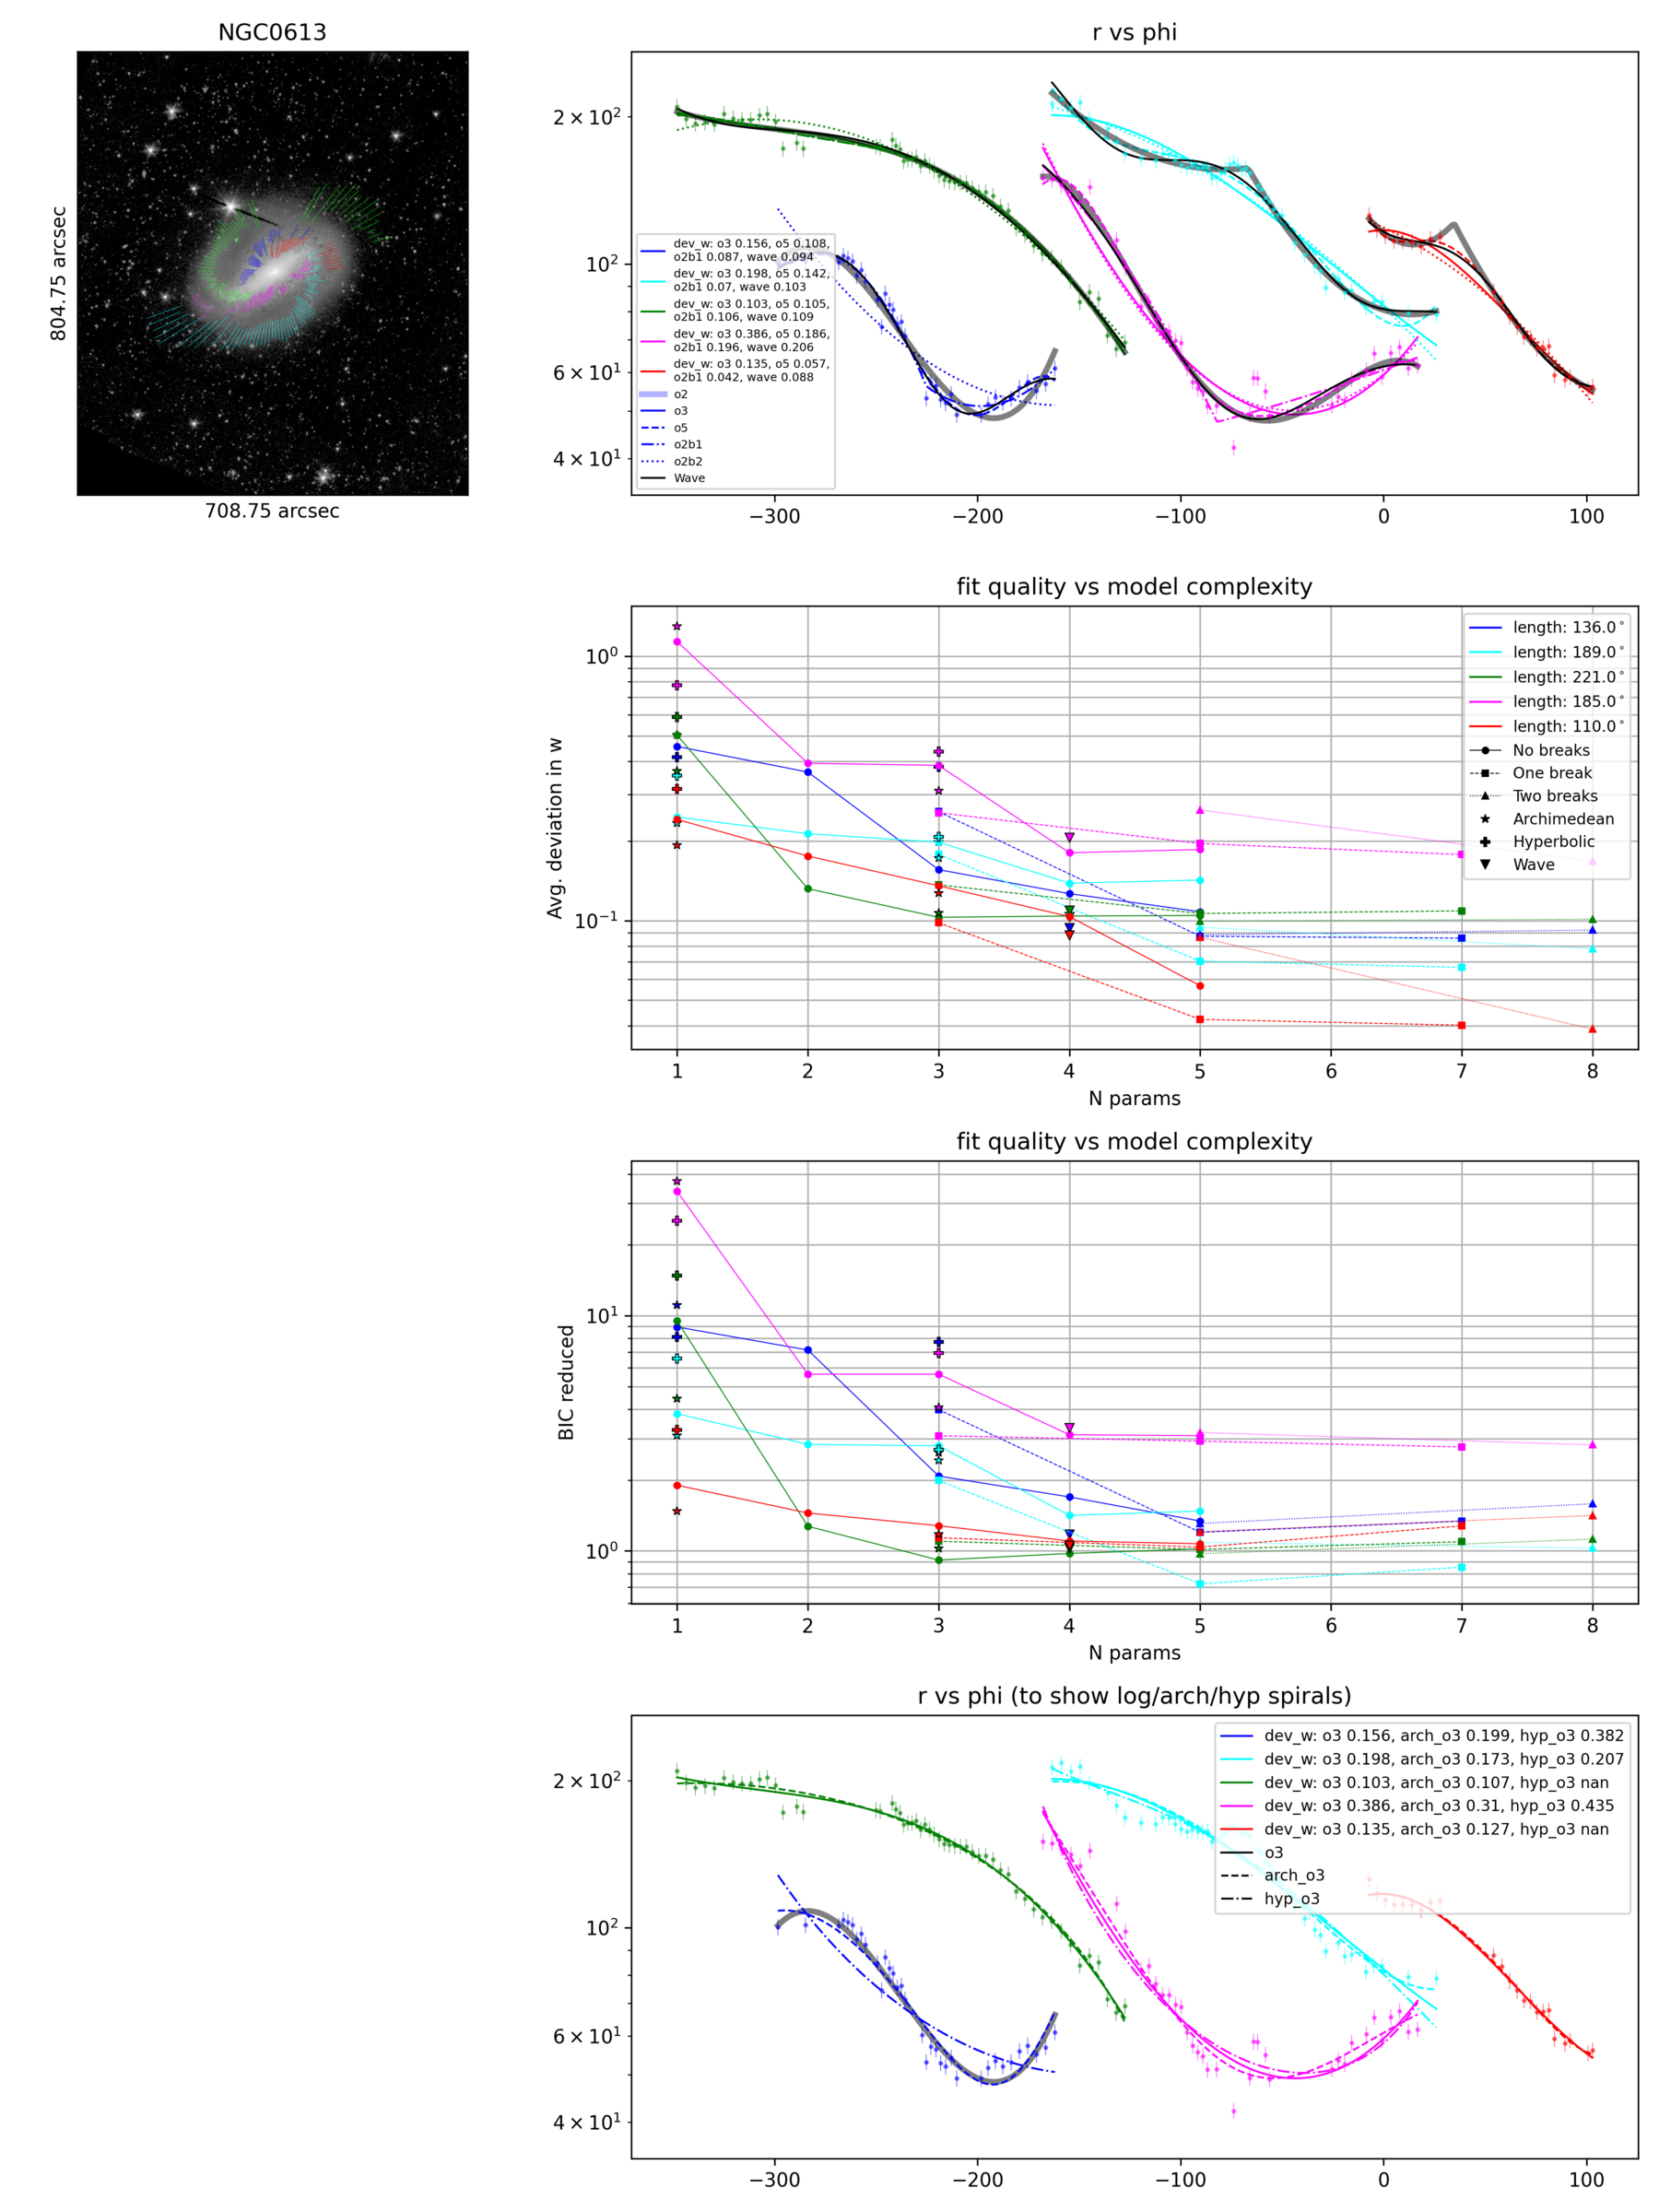 NGC0613
804.75 arcsec
708.75 arcsec
r vs phi
2 × 10²
10²
6 × 10¹
4 × 10¹
dev_w: o3 0.156, o5 0.108,
o2b1 0.087, wave 0.094
dev_w: o3 0.198, o5 0.142,
o2b1 0.07, wave 0.103
dev_w: o3 0.103, o5 0.105,
o2b1 0.106, wave 0.109
dev_w: o3 0.386, o5 0.186,
o2b1 0.196, wave 0.206
dev_w: o3 0.135, o5 0.057,
o2b1 0.042, wave 0.088
o2
o3
o5
o2b1
o2b2
Wave
−300 −200 −100 0 100
fit quality vs model complexity
Avg. deviation in w
10⁰
10⁻¹
length: 136.0°
length: 189.0°
length: 221.0°
length: 185.0°
length: 110.0°
No breaks
One break
Two breaks
Archimedean
Hyperbolic
Wave
1 2 3 4 5 6 7 8
N params
fit quality vs model complexity
BIC reduced
10¹
10⁰
1 2 3 4 5 6 7 8
N params
r vs phi (to show log/arch/hyp spirals)
2 × 10²
10²
6 × 10¹
4 × 10¹
dev_w: o3 0.156, arch_o3 0.199, hyp_o3 0.382
dev_w: o3 0.198, arch_o3 0.173, hyp_o3 0.207
dev_w: o3 0.103, arch_o3 0.107, hyp_o3 nan
dev_w: o3 0.386, arch_o3 0.31, hyp_o3 0.435
dev_w: o3 0.135, arch_o3 0.127, hyp_o3 nan
o3
arch_o3
hyp_o3
−300 −200 −100 0 100